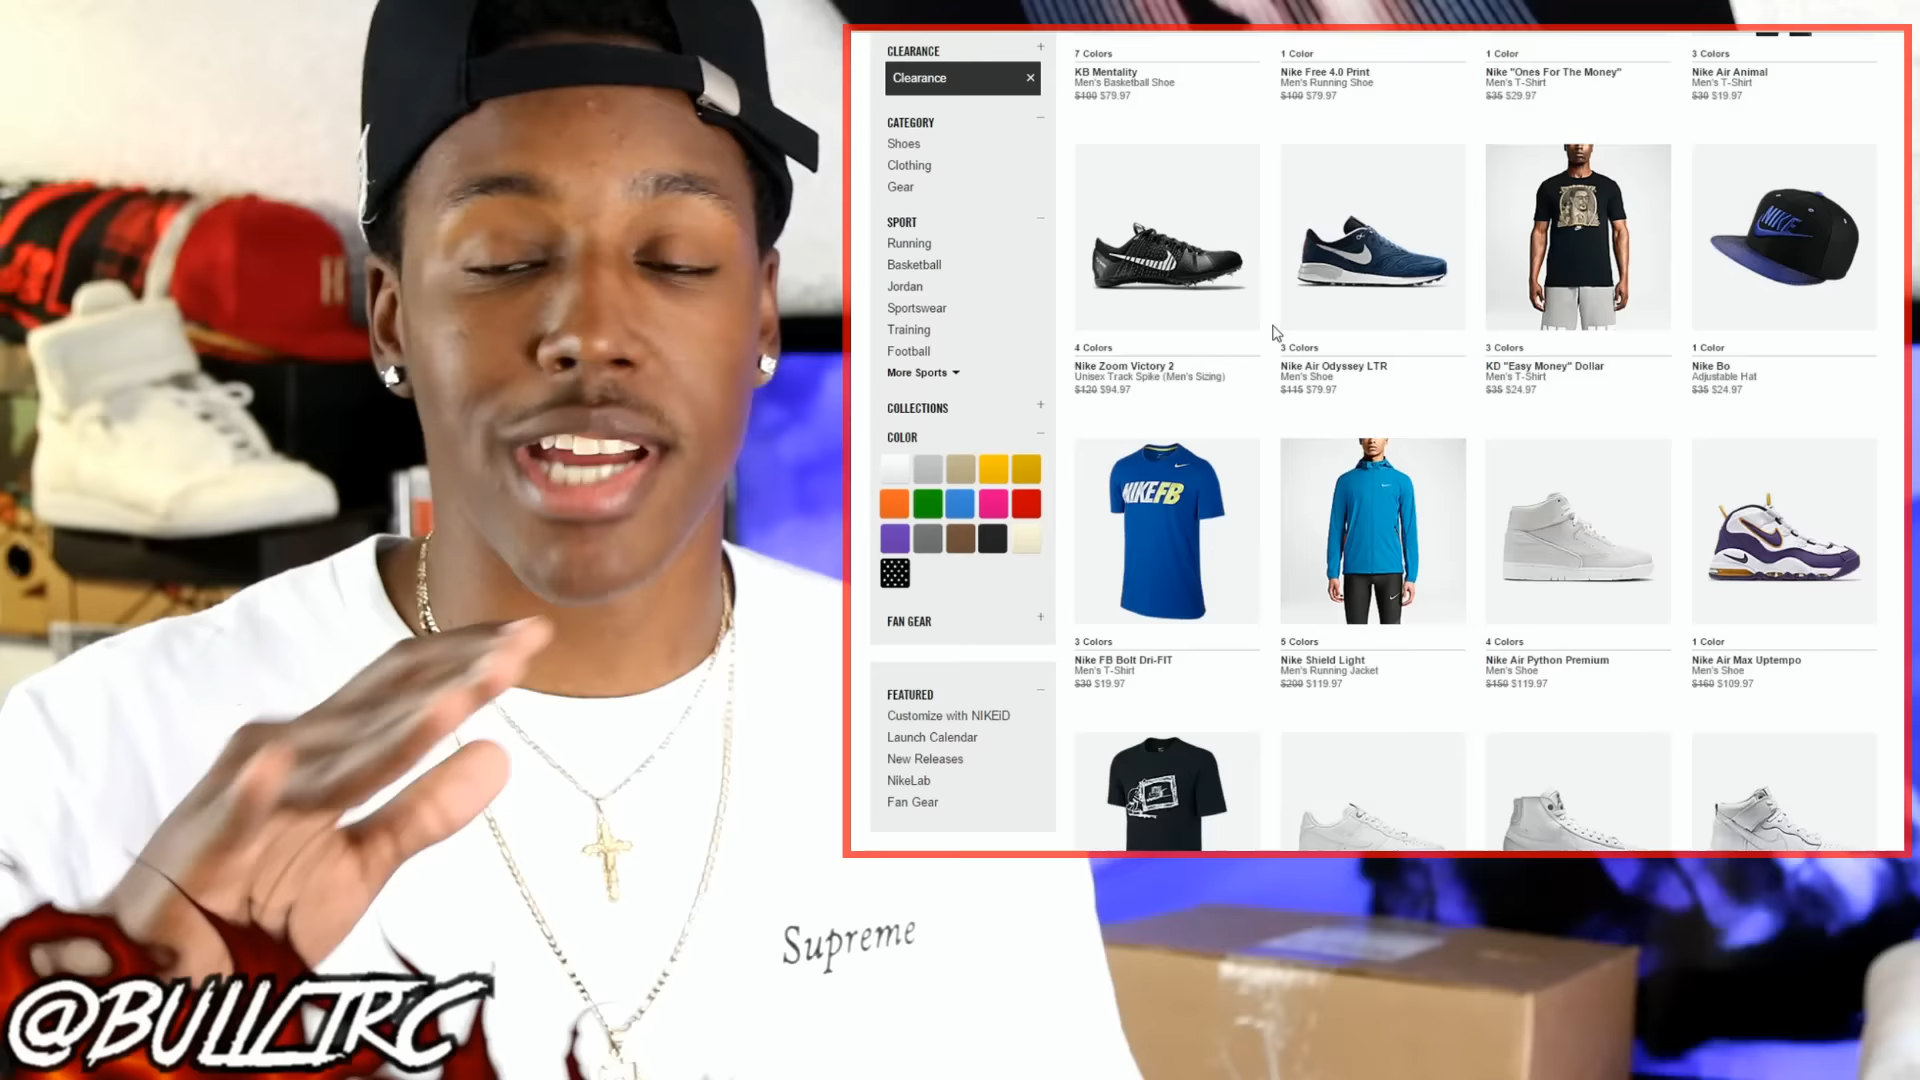 CLEARANCE
Clearance
CATEGORY
Shoes
Clothing
Gear
SPORT
Running
Basketball
Jordan
Sportswear
Training
Football
More Sports
COLLECTIONS
COLOR
FAN GEAR
FEATURED
Customize with NIKEiD
Launch Calendar
New Releases
NikeLab
Fan Gear
7 Colors
KB Mentality
Men's Basketball Shoe
$100 $79.97
1 Color
Nike Free 4.0 Print
Men's Running Shoe
$100 $79.97
1 Color
Nike "Ones For The Money"
Men's T-Shirt
$35 $29.97
3 Colors
Nike Air Animal
Men's T-Shirt
$30 $19.97
4 Colors
Nike Zoom Victory 2
Unisex Track Spike (Men's Sizing)
$120 $94.97
3 Colors
Nike Air Odyssey LTR
Men's Shoe
$115 $79.97
3 Colors
KD "Easy Money" Dollar
Men's T-Shirt
$35 $24.97
NIKE
1 Color
Nike Bo
Adjustable Hat
$35 $24.97
NIKEFB
3 Colors
Nike FB Bolt Dri-FIT
Men's T-Shirt
$30 $19.97
5 Colors
Nike Shield Light
Men's Running Jacket
$200 $119.97
4 Colors
Nike Air Python Premium
Men's Shoe
$150 $119.97
1 Color
Nike Air Max Uptempo
Men's Shoe
$160 $109.97
Supreme
@BULL1TRC